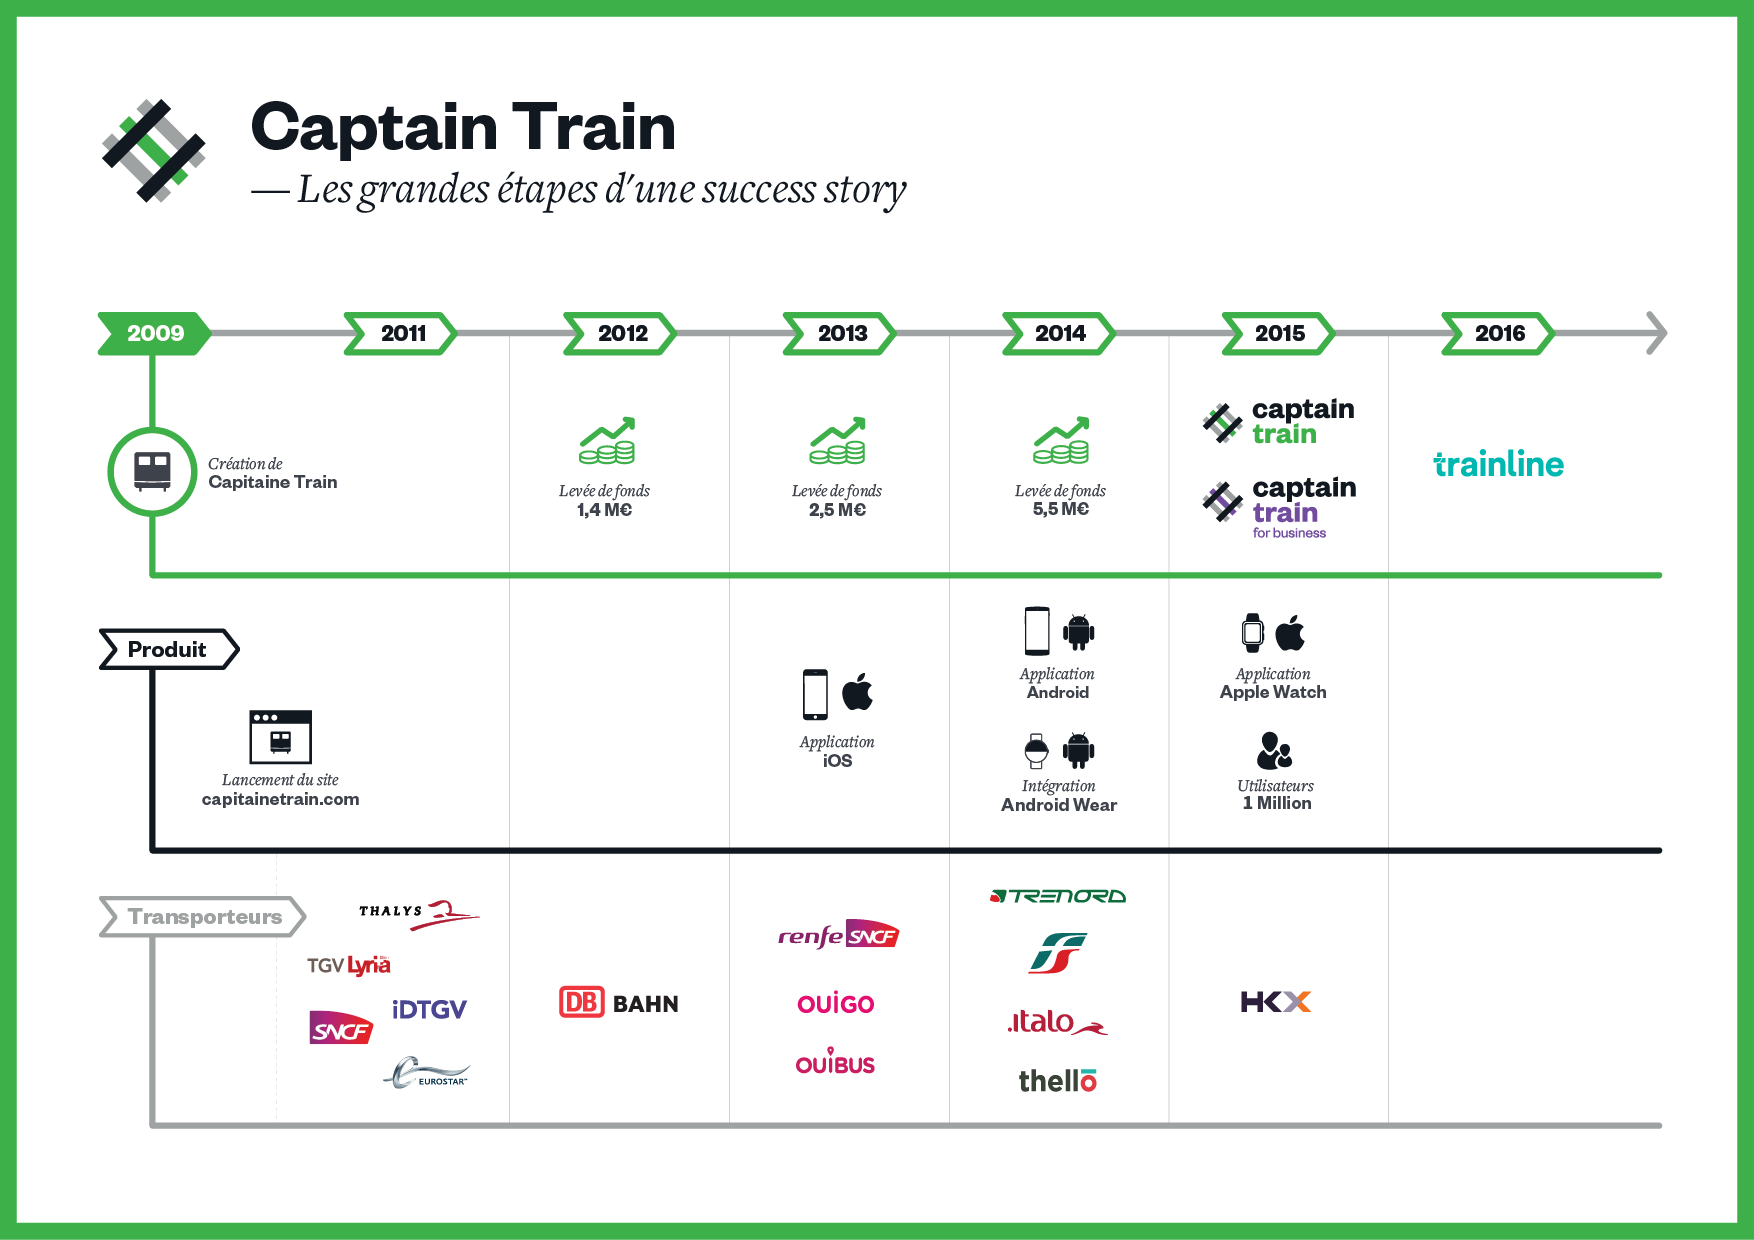 Captain Train
— Les grandes étapes d'une success story
2009
2011
2012
2013
2014
2015
2016
Création de
Capitaine Train
Levée de fonds
1,4 M€
Levée de fonds
2,5 M€
Levée de fonds
5,5 M€
captain
train
captain
train
for business
trainline
Produit
Lancement du site
capitainetrain.com
Application
iOS
Application
Android
Intégration
Android Wear
Application
Apple Watch
Utilisateurs
1 Million
Transporteurs
THALYS
TGV Lyria
iDTGV
SNCF
EUROSTAR™
DB BAHN
renfe SNCF
OUIGO
OUIBUS
TRENORD
.italo
thello
HKX